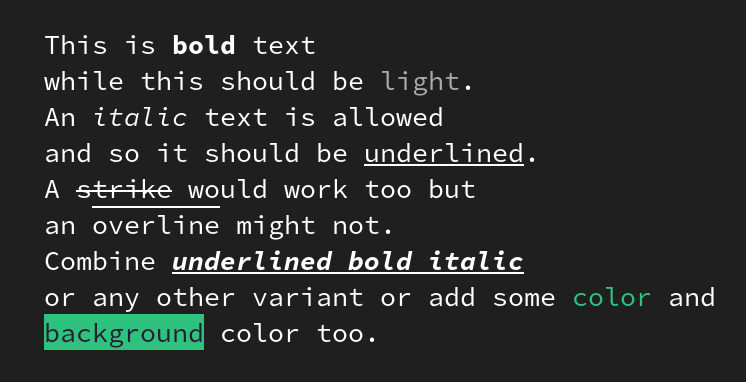 This is bold text
while this should be light.
An italic text is allowed
and so it should be underlined.
A strike would work too but
an overline might not.
Combine underlined bold italic
or any other variant or add some color and
background color too.